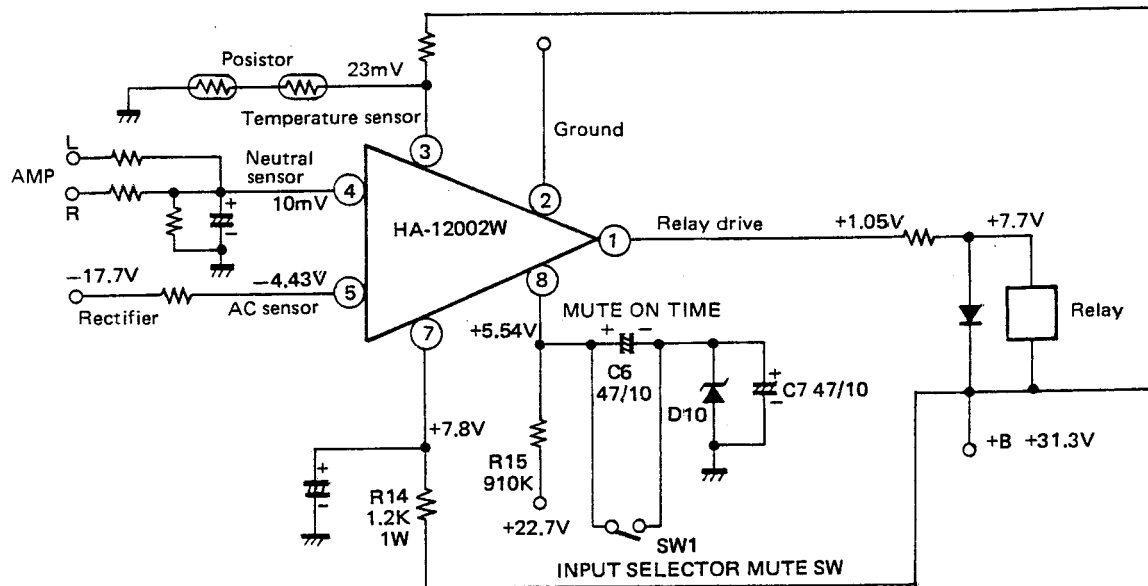 Posistor
23mV
Temperature sensor
Ground
L
AMP
R
Neutral
sensor
10mV
3
4
2
HA-12002W
1
Relay drive
+1.05V
+7.7V
-17.7V
Rectifier
-4.43V
AC sensor
5
8
7
+5.54V
MUTE ON TIME
+ -
C6
47/10
D10
+
-
C7 47/10
Relay
+B +31.3V
+7.8V
+
-
+
-
R14
1.2K
1W
R15
910K
+22.7V
SW1
INPUT SELECTOR MUTE SW